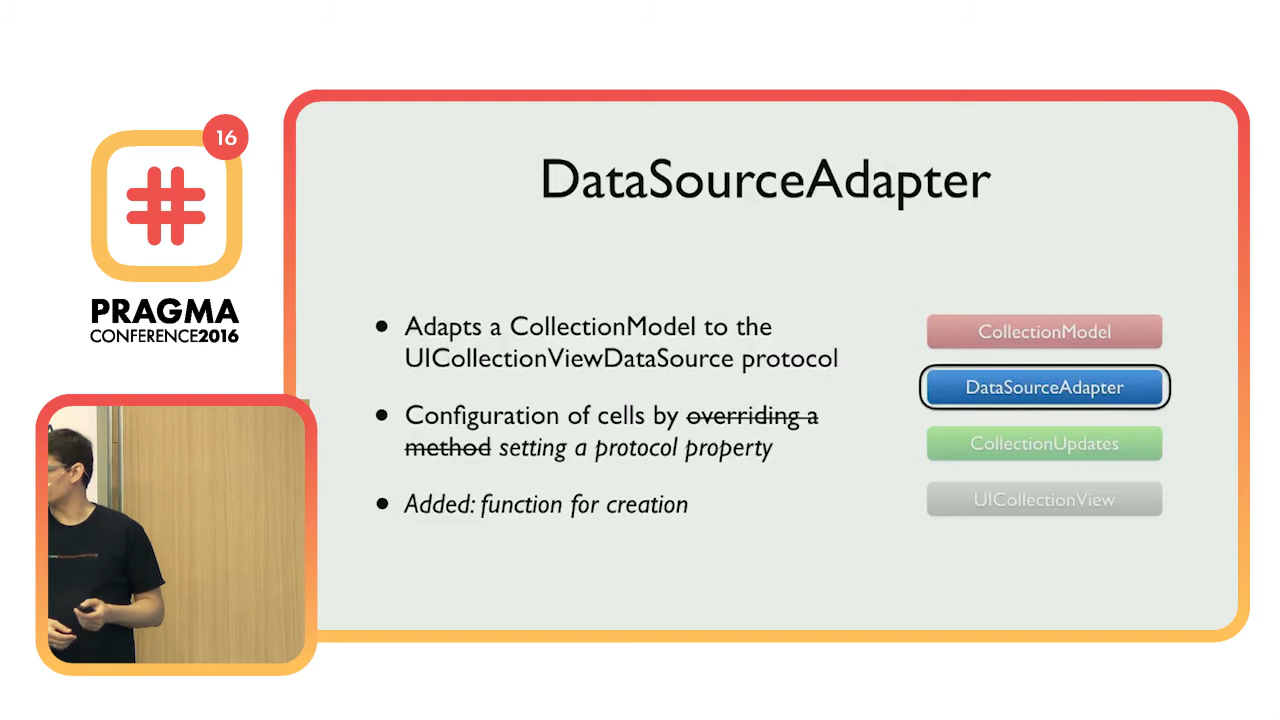 16
PRAGMA
CONFERENCE2016
DataSourceAdapter
• Adapts a CollectionModel to the
UICollectionViewDataSource protocol
• Configuration of cells by overriding a
method setting a protocol property
• Added: function for creation
CollectionModel
DataSourceAdapter
CollectionUpdates
UICollectionView